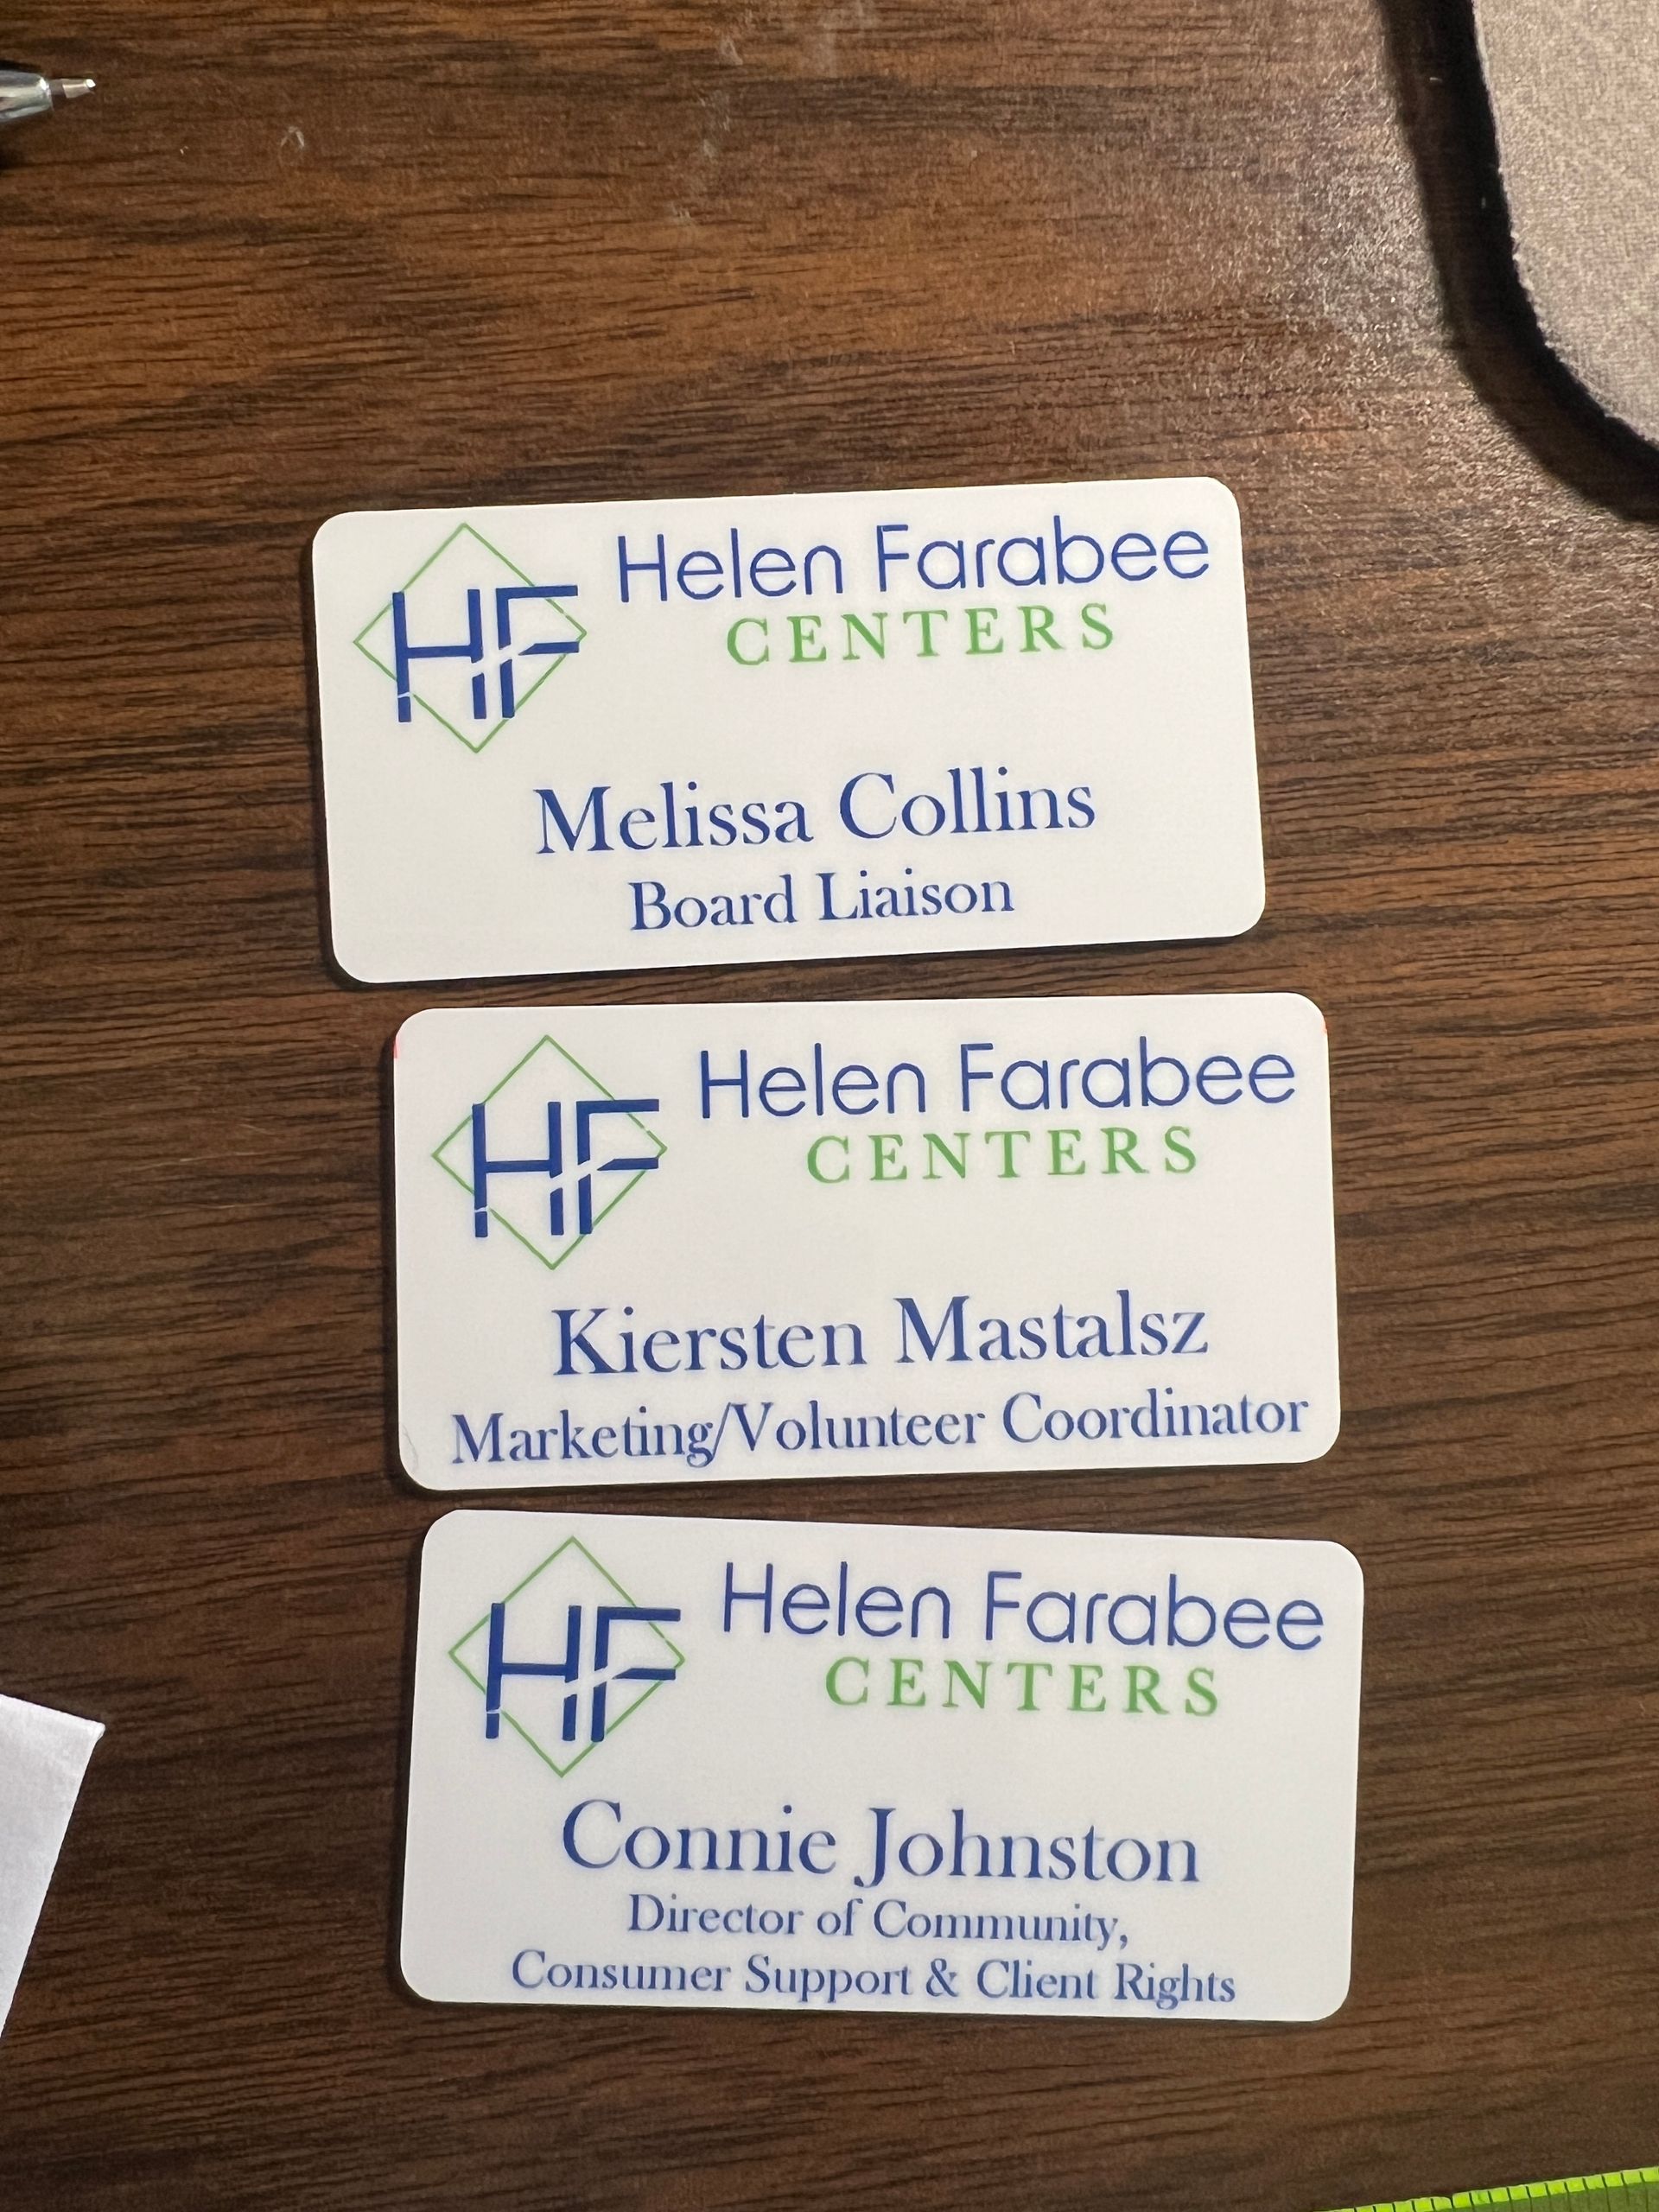 HF
Helen Farabee
CENTERS
Melissa Collins
Board Liaison
HF
Helen Farabee
CENTERS
Kiersten Mastalsz
Marketing/Volunteer Coordinator
HF
Helen Farabee
CENTERS
Connie Johnston
Director of Community,
Consumer Support & Client Rights